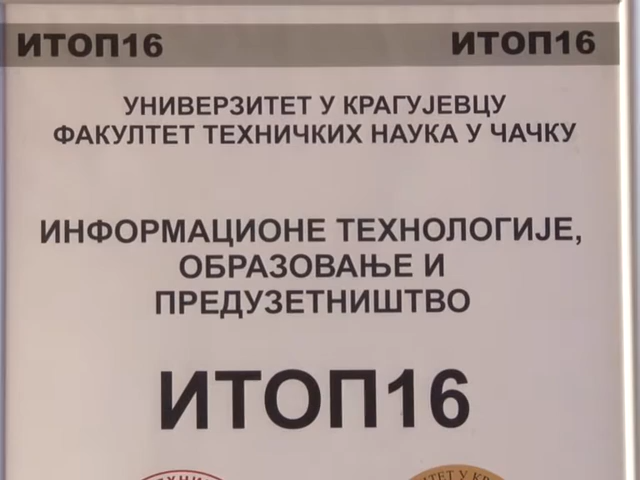 ИТОП16 ИТОП16
УНИВЕРЗИТЕТ У КРАГУЈЕВЦУ
ФАКУЛТЕТ ТЕХНИЧКИХ НАУКА У ЧАЧКУ
ИНФОРМАЦИОНЕ ТЕХНОЛОГИЈЕ,
ОБРАЗОВАЊЕ И
ПРЕДУЗЕТНИШТВО
ИТОП16